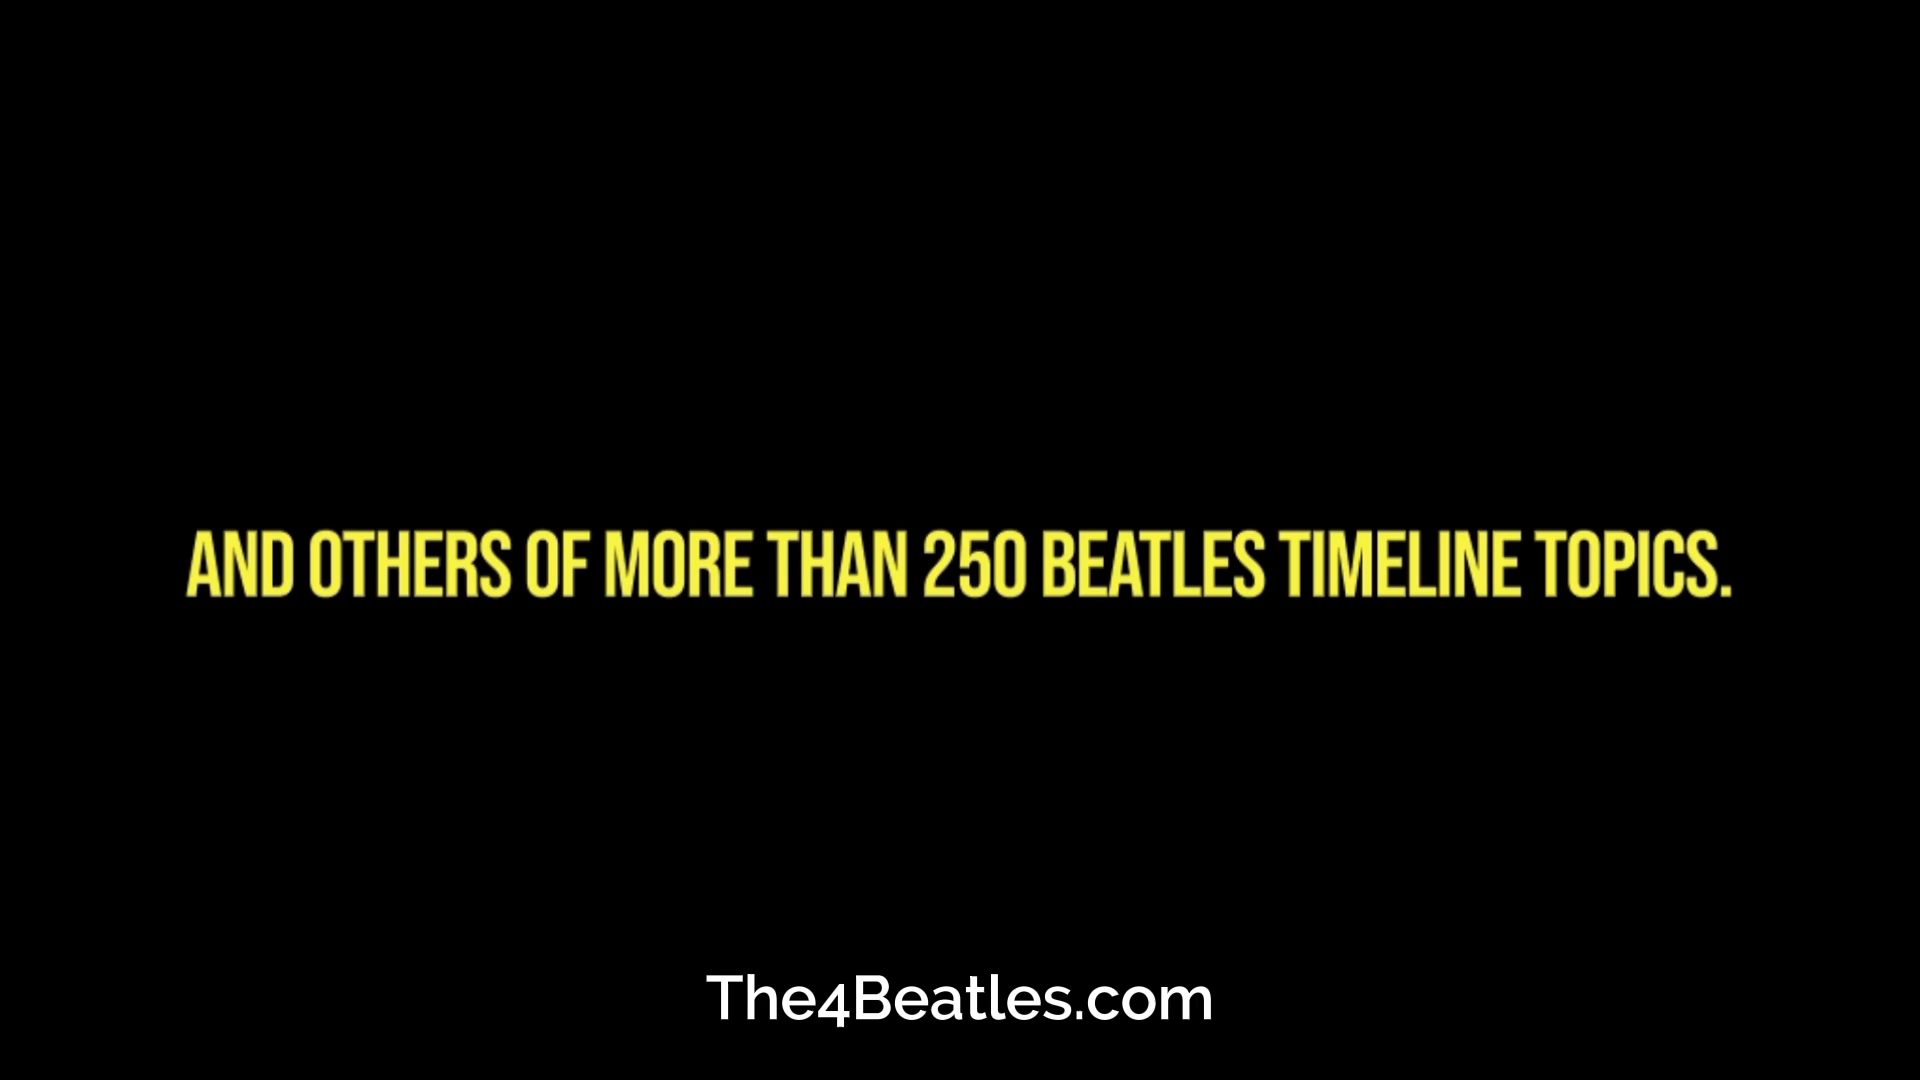 AND OTHERS OF MORE THAN 250 BEATLES TIMELINE TOPICS.
The4Beatles.com